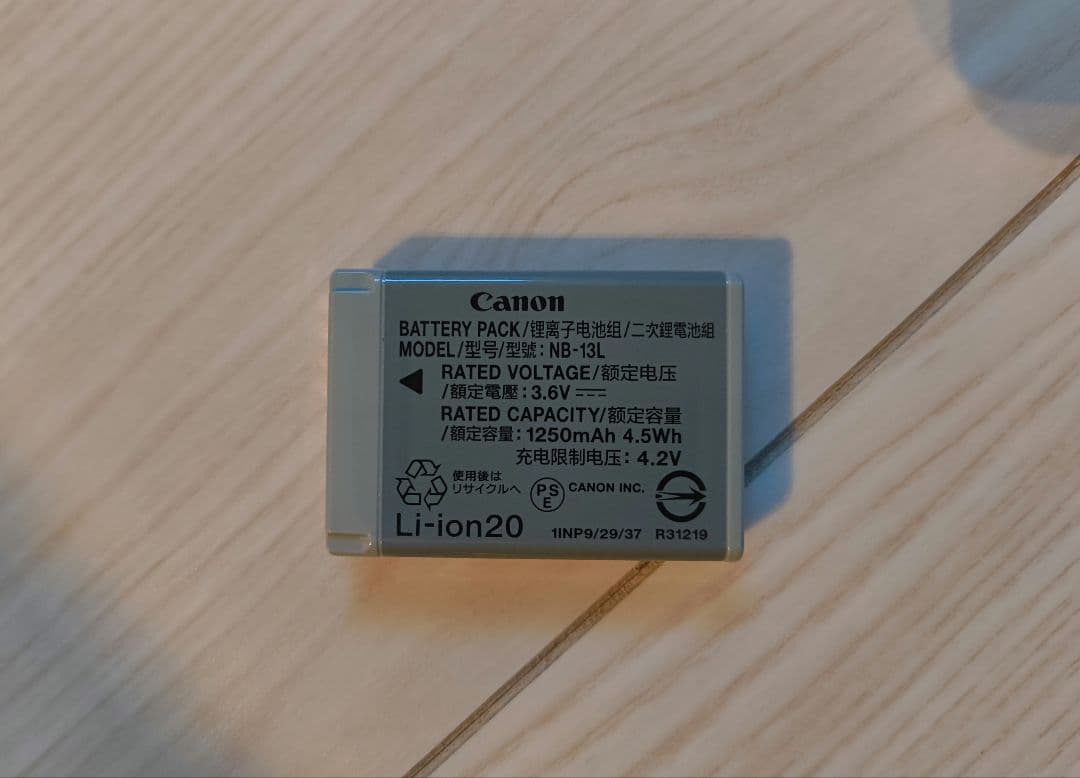 Canon
BATTERY PACK/锂离子电池组/二次鋰電池組
MODEL/型号/型號：NB-13L
RATED VOLTAGE/额定电压
/額定電壓：3.6V
RATED CAPACITY/额定容量
/額定容量：1250mAh 4.5Wh
充电限制电压：4.2V
使用後は
リサイクルへ
PS
E
CANON INC.
Li-ion20
1INP9/29/37 R31219